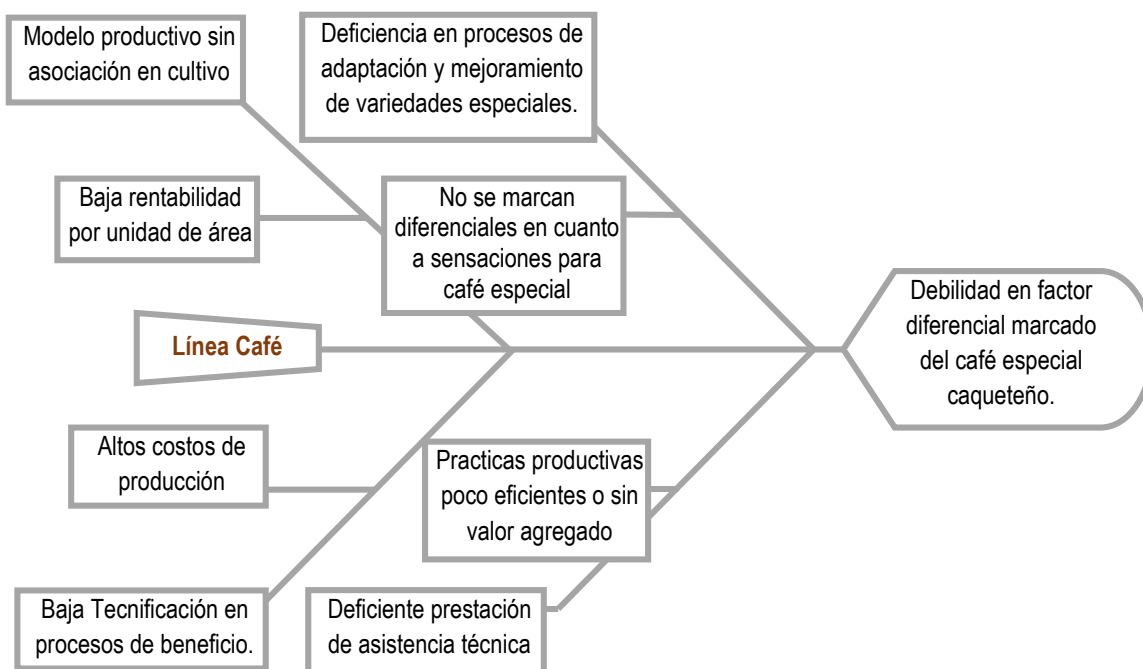 Modelo productivo sin
asociación en cultivo
Deficiencia en procesos de
adaptación y mejoramiento
de variedades especiales.
Baja rentabilidad
por unidad de área
No se marcan
diferenciales en cuanto
a sensaciones para
café especial
Línea Café
Debilidad en factor
diferencial marcado
del café especial
caqueteño.
Altos costos de
producción
Practicas productivas
poco eficientes o sin
valor agregado
Baja Tecnificación en
procesos de beneficio.
Deficiente prestación
de asistencia técnica